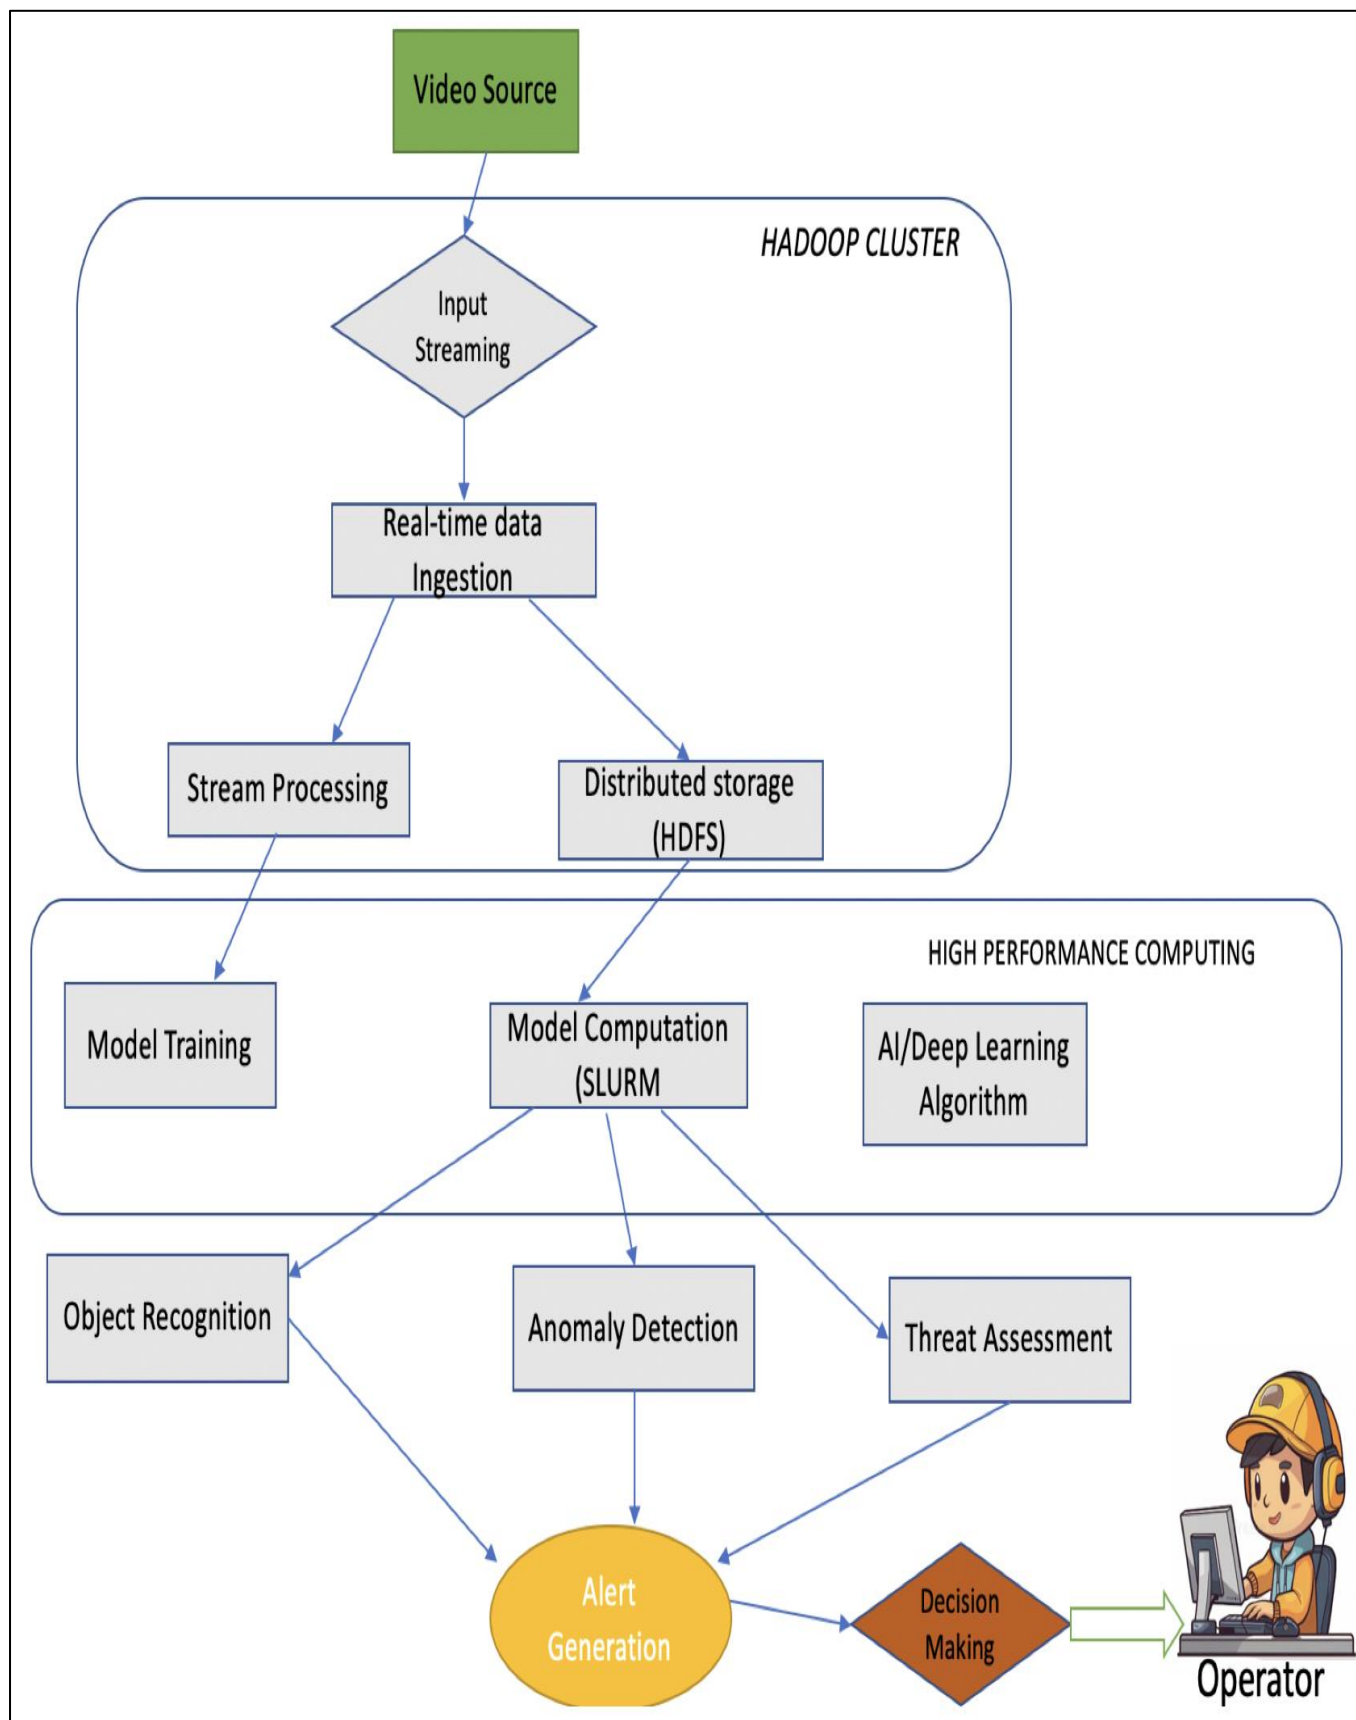 Video Source
HADOOP CLUSTER
Input
Streaming
Real-time data
Ingestion
Stream Processing
Distributed storage
(HDFS)
HIGH PERFORMANCE COMPUTING
Model Training
Model Computation
(SLURM
AI/Deep Learning
Algorithm
Object Recognition
Anomaly Detection
Threat Assessment
Alert
Generation
Decision
Making
Operator